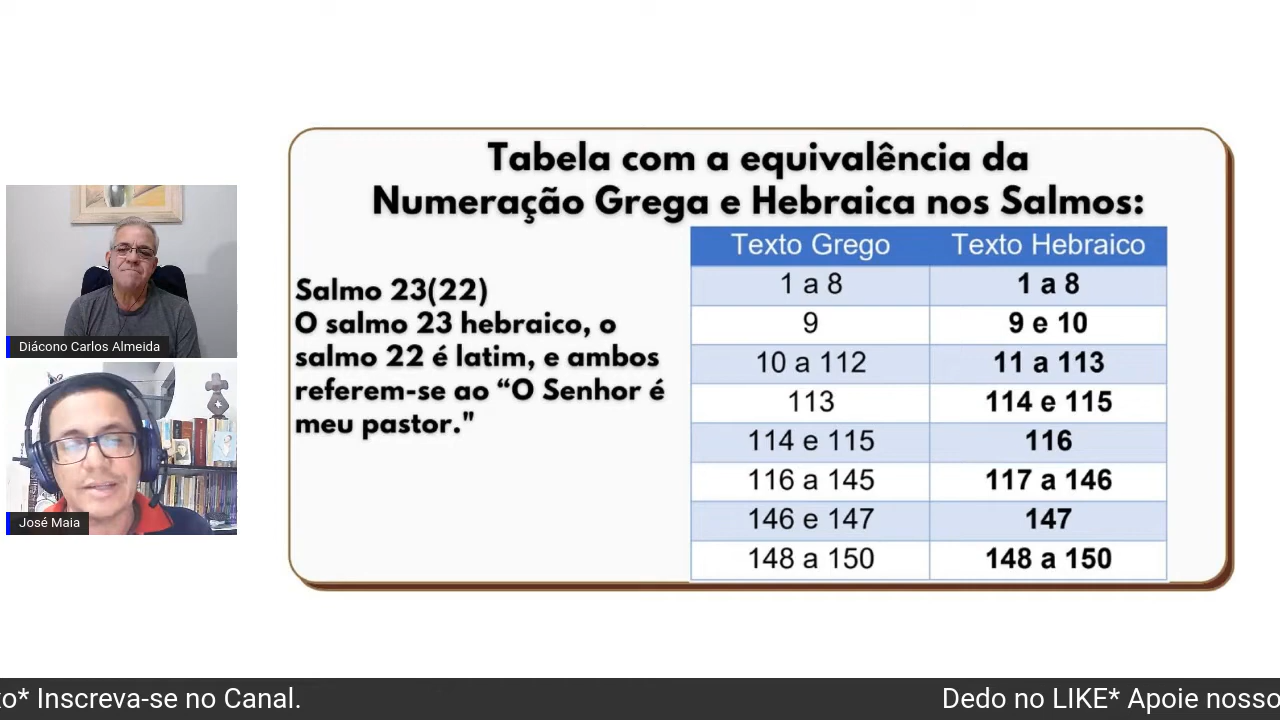 Tabela com a equivalência da
Numeração Grega e Hebraica nos Salmos:
Salmo 23(22)
O salmo 23 hebraico, o
salmo 22 é latim, e ambos
referem-se ao “O Senhor é
meu pastor."
Texto Grego Texto Hebraico
1 a 8 1 a 8
9 9 e 10
10 a 112 11 a 113
113 114 e 115
114 e 115 116
116 a 145 117 a 146
146 e 147 147
148 a 150 148 a 150
Diácono Carlos Almeida
José Maia
to* Inscreva-se no Canal. Dedo no LIKE* Apoie nosso